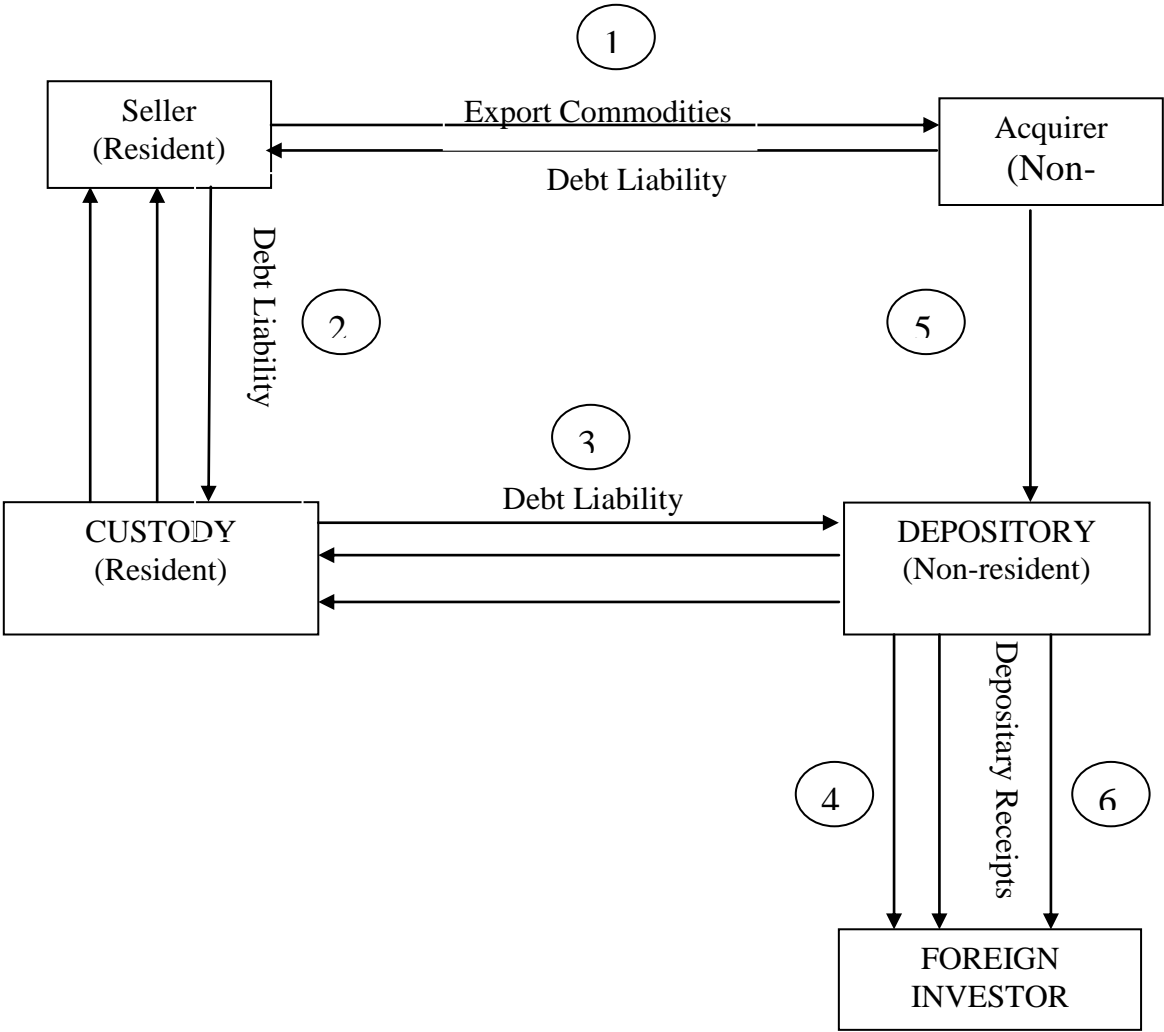 1
Seller
(Resident)
Export Commodities
Acquirer
(Non-
Debt Liability
Debt Liability
2
5
3
Debt Liability
CUSTODY
(Resident)
DEPOSITORY
(Non-resident)
Depositary Receipts
4
6
FOREIGN
INVESTOR